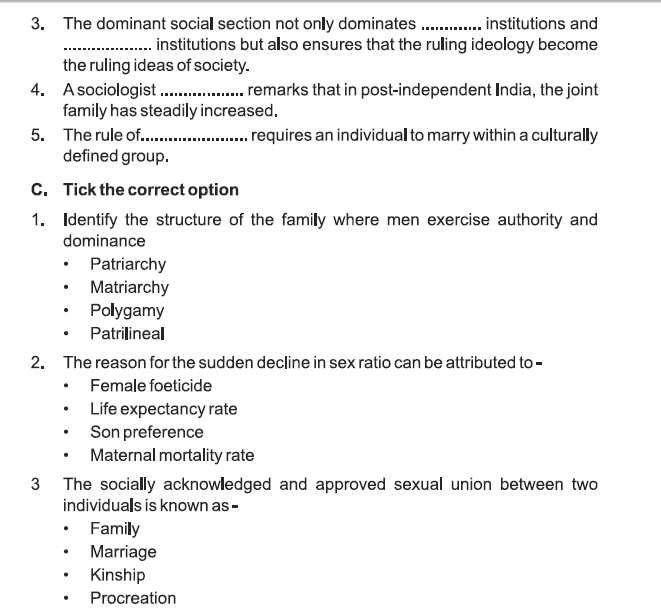 3. The dominant social section not only dominates ............. institutions and
................... institutions but also ensures that the ruling ideology become
the ruling ideas of society.
4. A sociologist .................. remarks that in post-independent India, the joint
family has steadily increased.
5. The rule of....................... requires an individual to marry within a culturally
defined group.
C. Tick the correct option
1. Identify the structure of the family where men exercise authority and
dominance
• Patriarchy
• Matriarchy
• Polygamy
• Patrilineal
2. The reason for the sudden decline in sex ratio can be attributed to -
• Female foeticide
• Life expectancy rate
• Son preference
• Maternal mortality rate
3 The socially acknowledged and approved sexual union between two
individuals is known as -
• Family
• Marriage
• Kinship
• Procreation